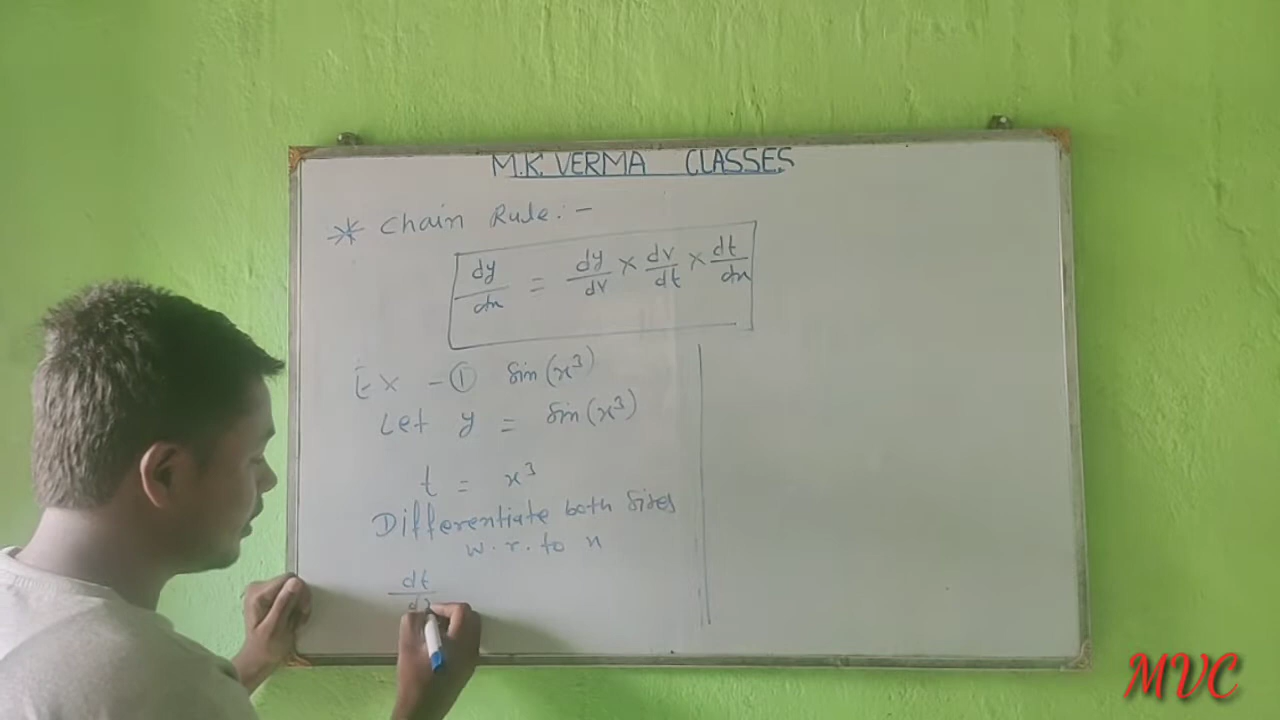 M.K. VERMA CLASSES
* Chain Rule :-
dy/dx = dy/dv × dv/dt × dt/dx
Ex - ① sin(x³)
Let y = sin(x³)
t = x³
Differentiate both sides
w.r.to x
dt
MVC